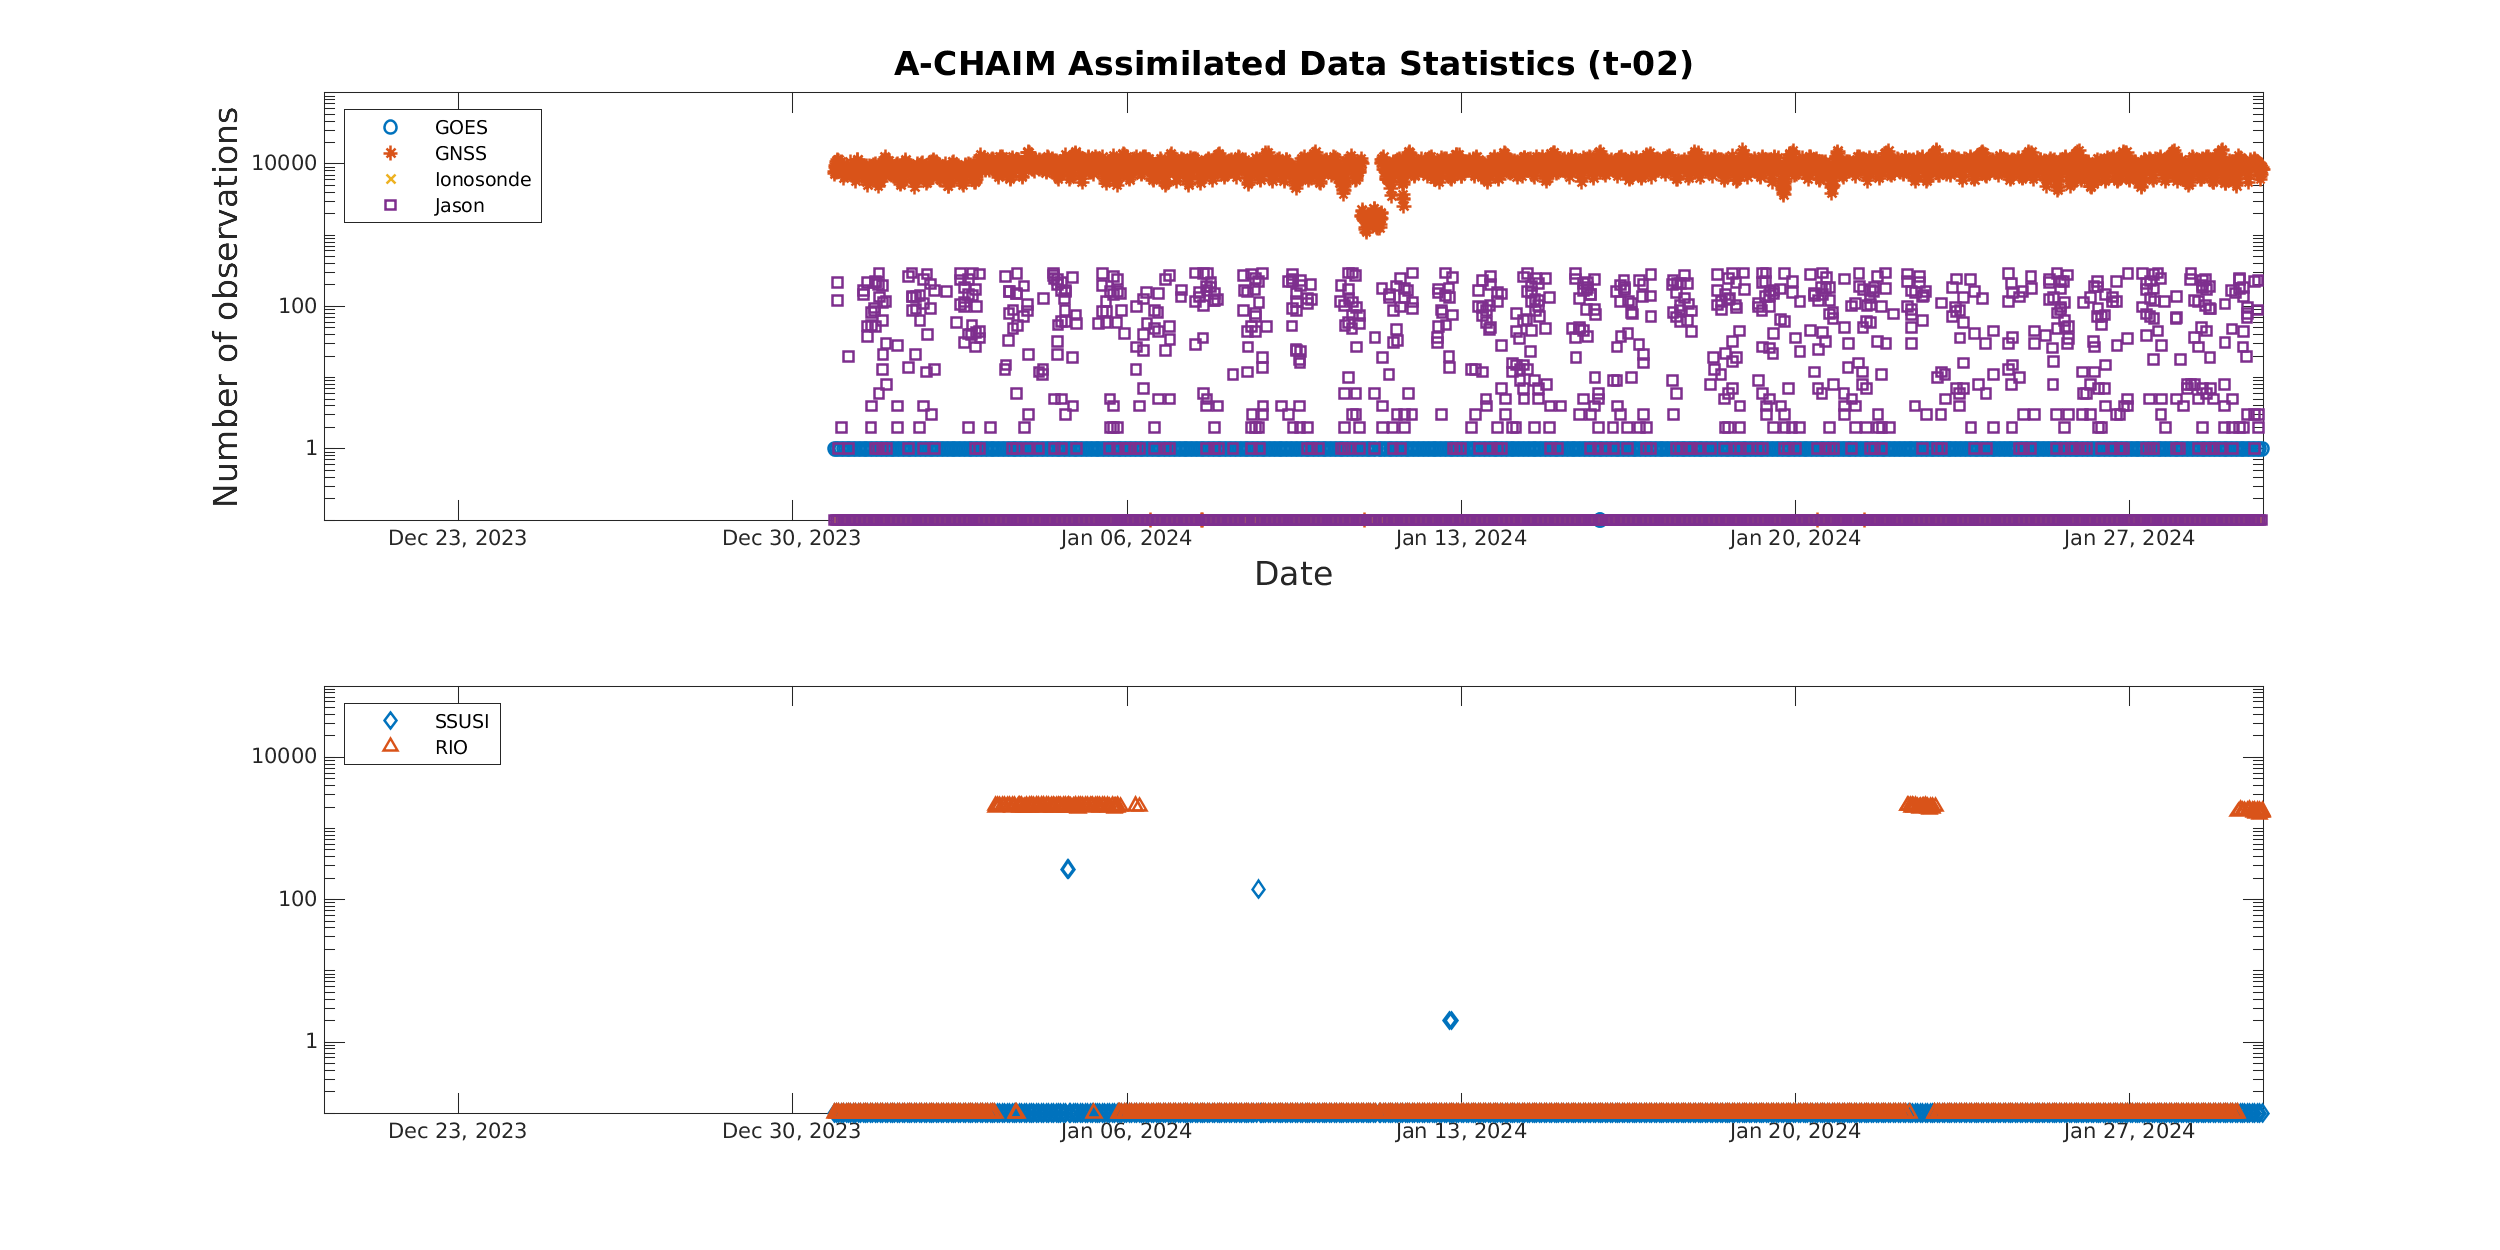 A-CHAIM Assimilated Data Statistics (t-02)
Number of observations
GOES
GNSS
Ionosonde
Jason
10000
100
1
Dec 23, 2023
Dec 30, 2023
Jan 06, 2024
Jan 13, 2024
Jan 20, 2024
Jan 27, 2024
Date
SSUSI
RIO
10000
100
1
Dec 23, 2023
Dec 30, 2023
Jan 06, 2024
Jan 13, 2024
Jan 20, 2024
Jan 27, 2024